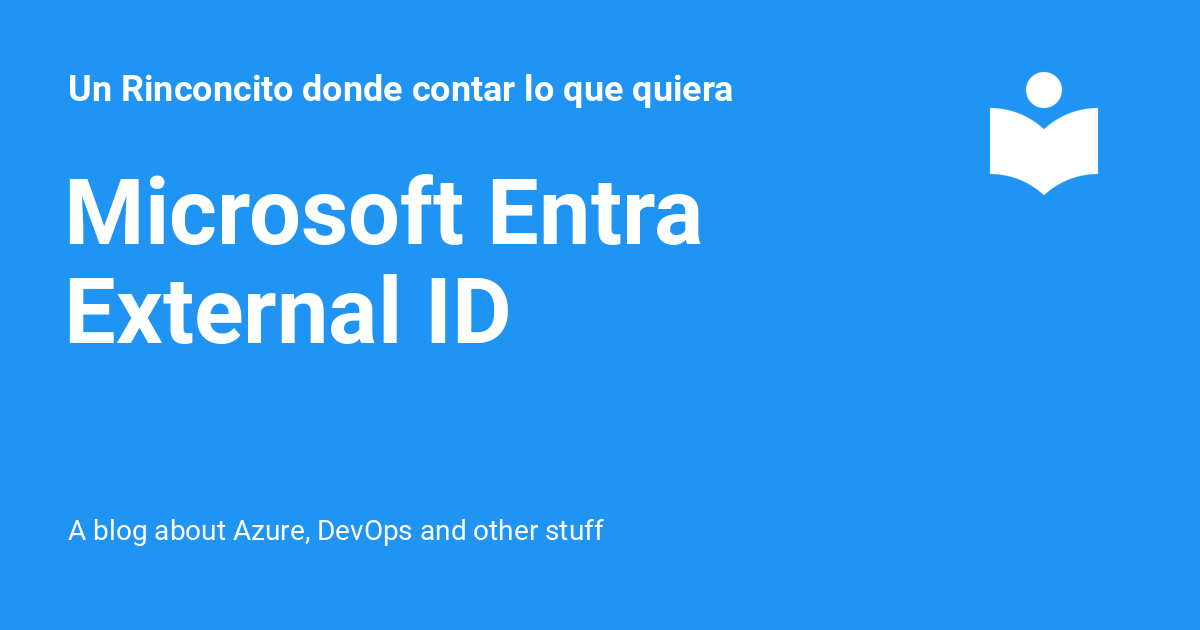 Un Rinconcito donde contar lo que quiera
Microsoft Entra
External ID
A blog about Azure, DevOps and other stuff